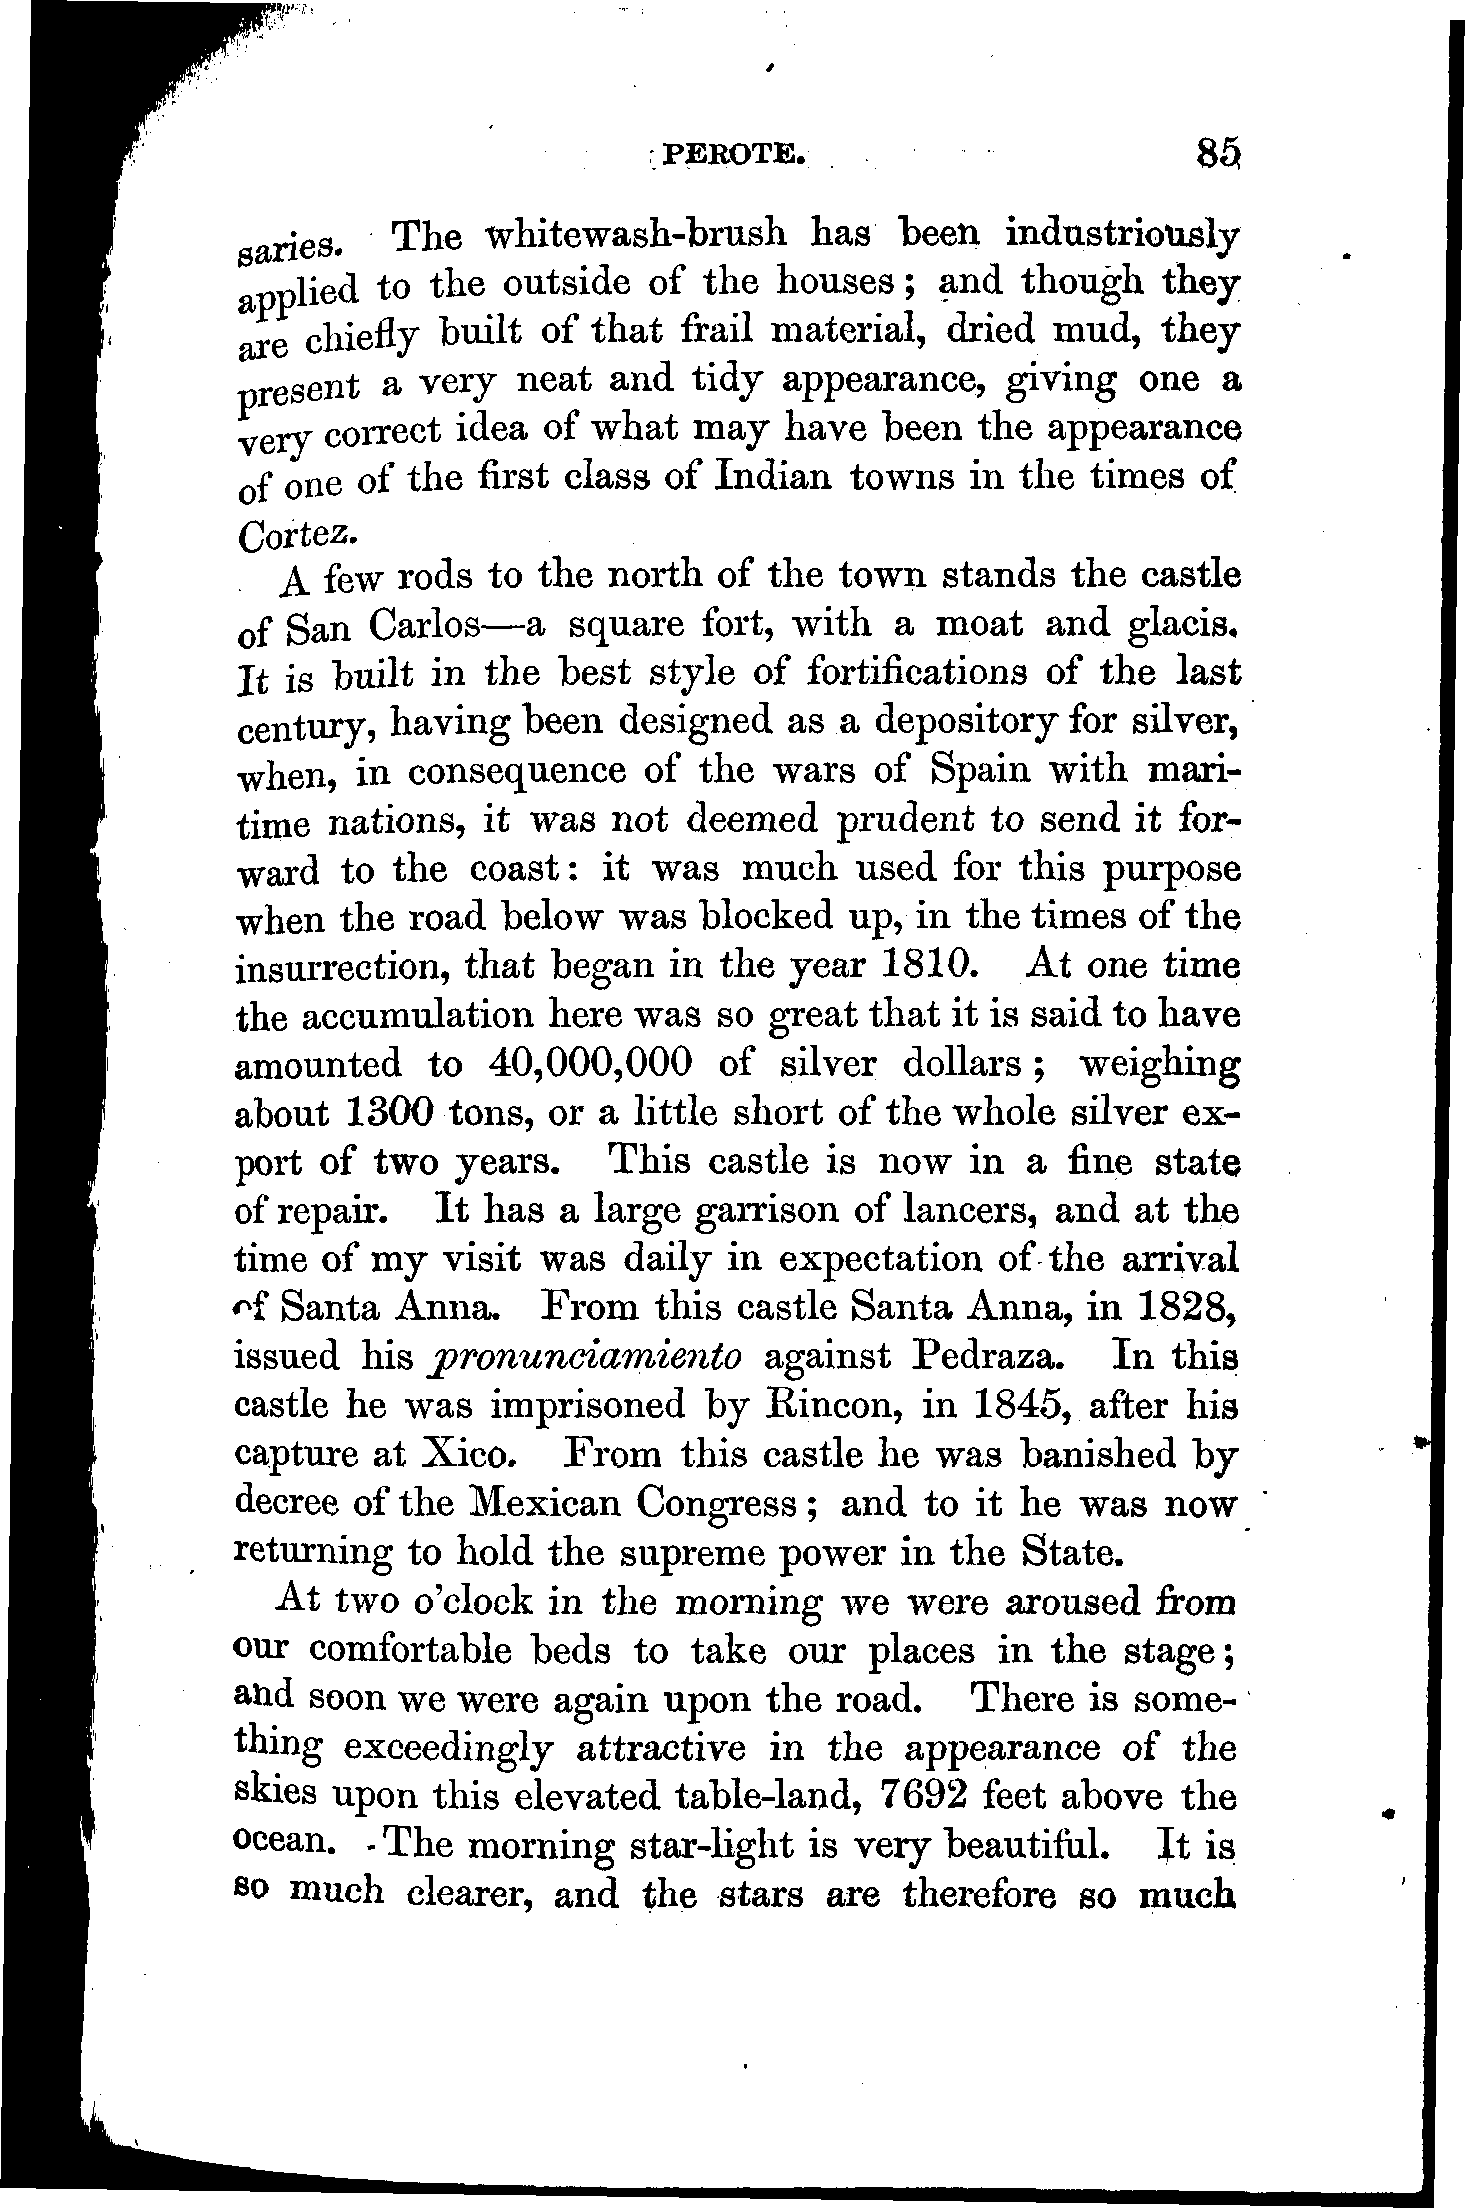 PEROTE. 85
saries. The whitewash-brush has been industriously
applied to the outside of the houses; and though they
are chiefly built of that frail material, dried mud, they
present a very neat and tidy appearance, giving one a
very correct idea of what may have been the appearance
of one of the first class of Indian towns in the times of
Cortez.
A few rods to the north of the town stands the castle
of San Carlos—a square fort, with a moat and glacis.
It is built in the best style of fortifications of the last
century, having been designed as a depository for silver,
when, in consequence of the wars of Spain with mari-
time nations, it was not deemed prudent to send it for-
ward to the coast: it was much used for this purpose
when the road below was blocked up, in the times of the
insurrection, that began in the year 1810. At one time
the accumulation here was so great that it is said to have
amounted to 40,000,000 of silver dollars; weighing
about 1300 tons, or a little short of the whole silver ex-
port of two years. This castle is now in a fine state
of repair. It has a large garrison of lancers, and at the
time of my visit was daily in expectation of the arrival
of Santa Anna. From this castle Santa Anna, in 1828,
issued his pronunciamiento against Pedraza. In this
castle he was imprisoned by Rincon, in 1845, after his
capture at Xico. From this castle he was banished by
decree of the Mexican Congress; and to it he was now
returning to hold the supreme power in the State.
At two o'clock in the morning we were aroused from
our comfortable beds to take our places in the stage;
and soon we were again upon the road. There is some-
thing exceedingly attractive in the appearance of the
skies upon this elevated table-land, 7692 feet above the
ocean. The morning star-light is very beautiful. It is
so much clearer, and the stars are therefore so much